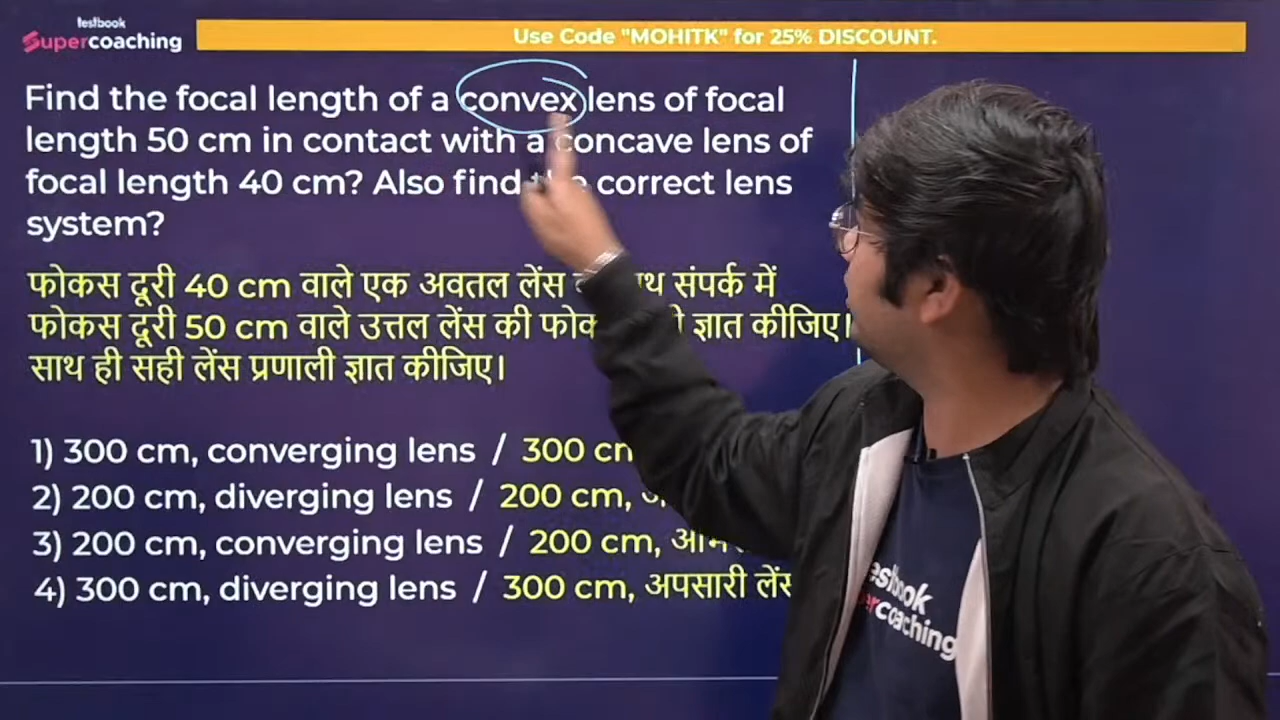 testbook
Supercoaching
Use Code "MOHITK" for 25% DISCOUNT.
Find the focal length of a convex lens of focal
length 50 cm in contact with a concave lens of
focal length 40 cm? Also find correct lens
system?
फोकस दूरी 40 cm वाले एक अवतल लेंस संपर्क में
फोकस दूरी 50 cm वाले उत्तल लेंस की ज्ञात कीजिए।
साथ ही सही लेंस प्रणाली ज्ञात कीजिए।
1) 300 cm, converging lens / 300
2) 200 cm, diverging lens / 200 cm,
3) 200 cm, converging lens / 200 cm,
4) 300 cm, diverging lens / 300 cm, अपसारी लेंस